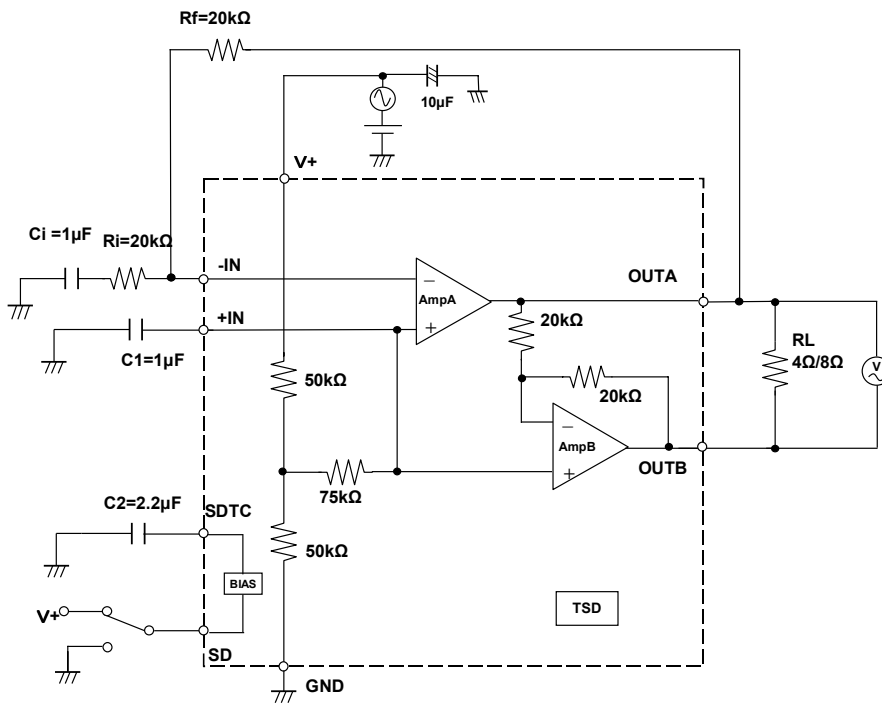 Rf=20kΩ
10µF
V+
Ci =1µF
Ri=20kΩ
-IN
−
AmpA
+
OUTA
+IN
C1=1µF
20kΩ
RL
4Ω/8Ω
V
50kΩ
20kΩ
−
AmpB
+
OUTB
75kΩ
C2=2.2µF
SDTC
50kΩ
BIAS
TSD
V+
SD
GND